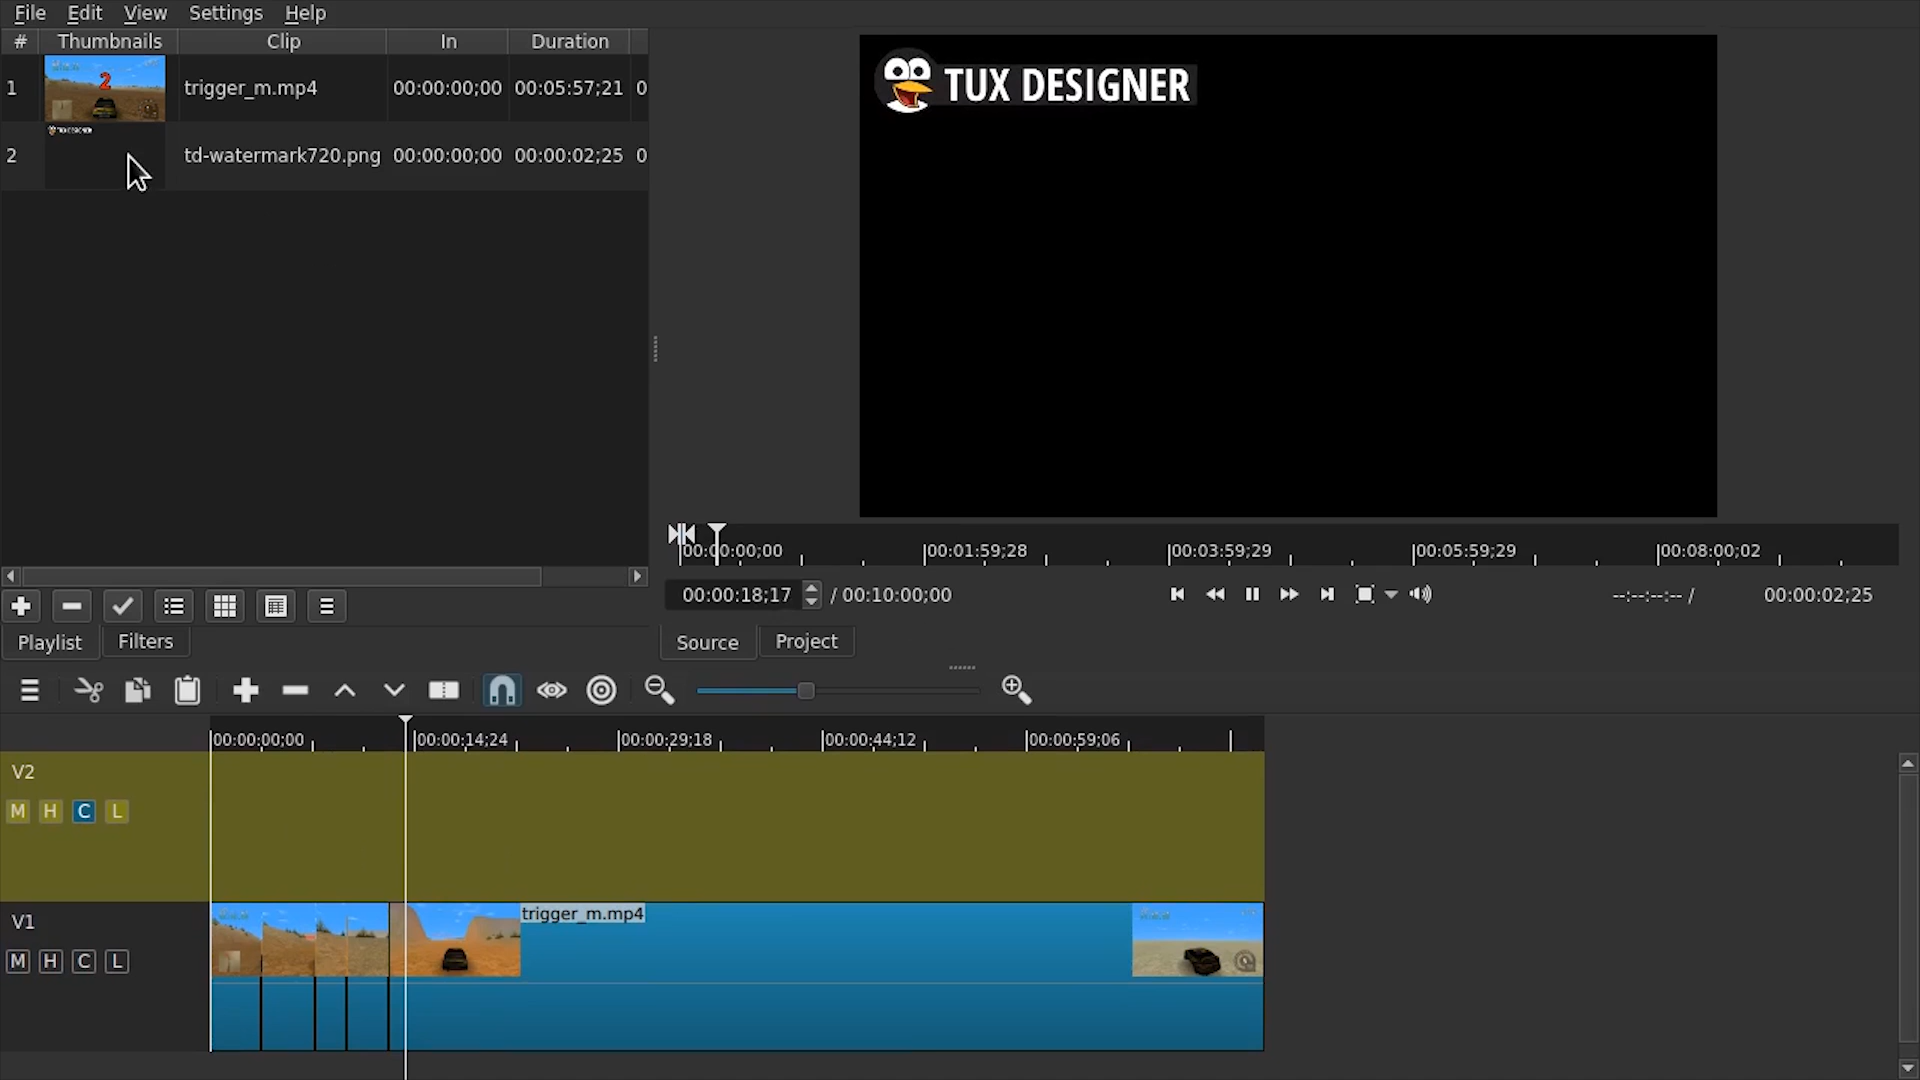 File Edit View Settings Help
# Thumbnails Clip In Duration
1 2 trigger_m.mp4 00:00:00;00 00:05:57;21 0
2 TUX DESIGNER td-watermark720.png 00:00:00;00 00:00:02;25 0
TUX DESIGNER
00:00:00;00 00:01:59;28 00:03:59;29 00:05:59;29 00:08:00;02
00:00:18;17 / 00:10:00;00 --:--:--:-- / 00:00:02;25
Playlist Filters Source Project
00:00:00;00 00:00:14;24 00:00:29;18 00:00:44;12 00:00:59;06
V2
M H C L
V1 trigger_m.mp4
M H C L